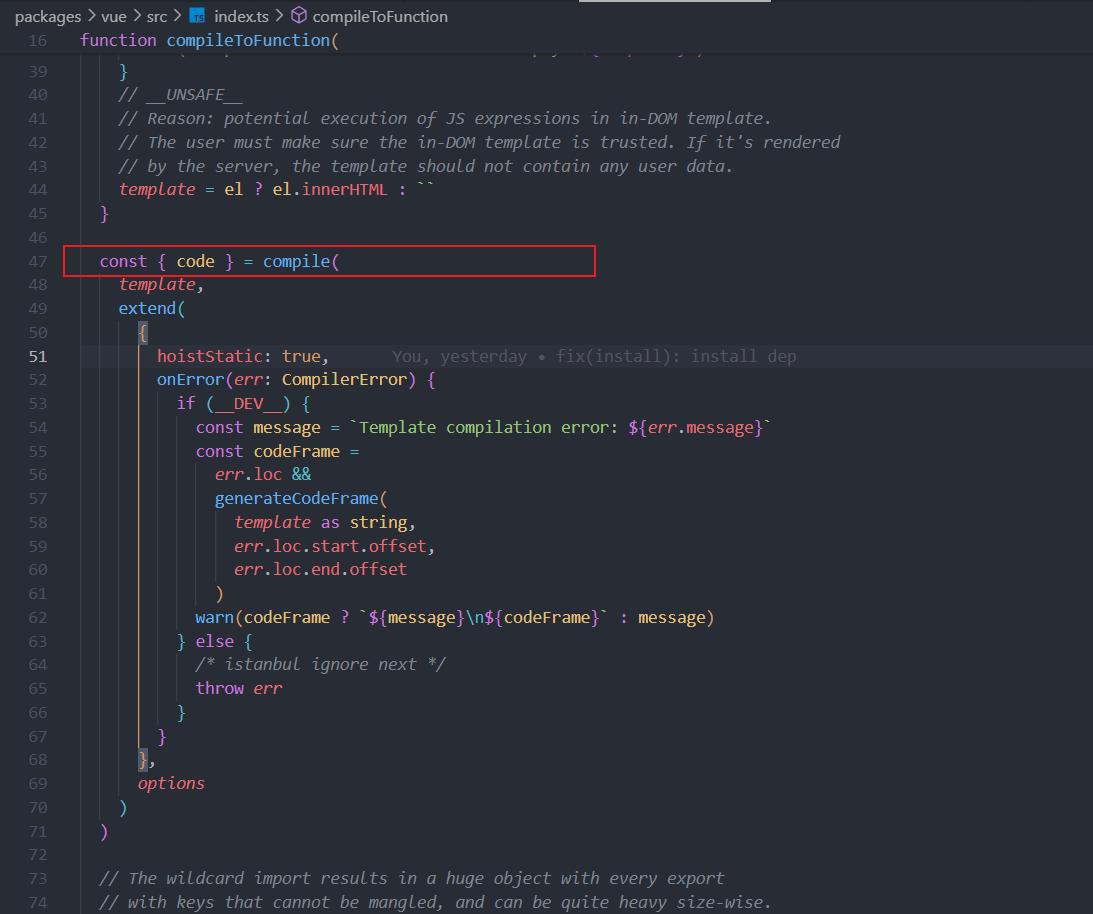 packages > vue > src > TS index.ts > compileToFunction
16 function compileToFunction(
39 }
40 // __UNSAFE__
41 // Reason: potential execution of JS expressions in in-DOM template.
42 // The user must make sure the in-DOM template is trusted. If it's rendered
43 // by the server, the template should not contain any user data.
44 template = el ? el.innerHTML : ``
45 }
46
47 const { code } = compile(
48 template,
49 extend(
50 {
51 hoistStatic: true, You, yesterday • fix(install): install dep
52 onError(err: CompilerError) {
53 if (__DEV__) {
54 const message = `Template compilation error: ${err.message}`
55 const codeFrame =
56 err.loc &&
57 generateCodeFrame(
58 template as string,
59 err.loc.start.offset,
60 err.loc.end.offset
61 )
62 warn(codeFrame ? `${message}\n${codeFrame}` : message)
63 } else {
64 /* istanbul ignore next */
65 throw err
66 }
67 }
68 },
69 options
70 )
71 )
72
73 // The wildcard import results in a huge object with every export
74 // with keys that cannot be mangled, and can be quite heavy size-wise.